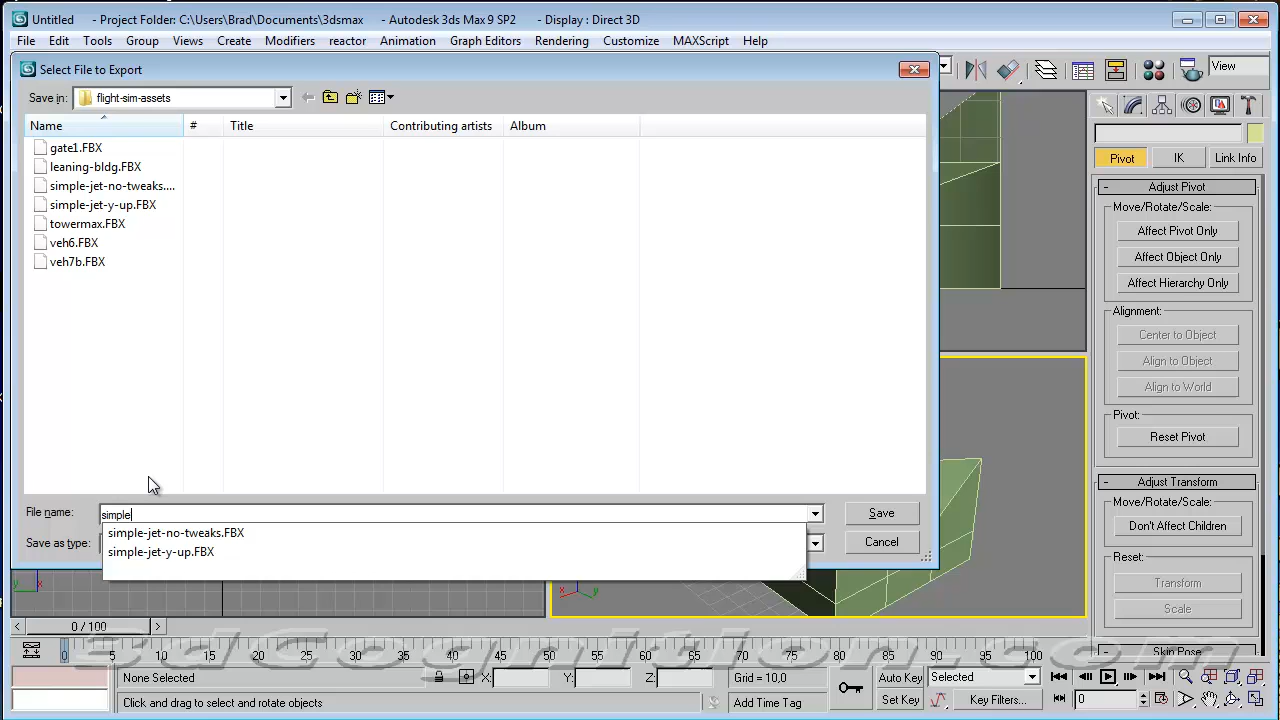 Untitled - Project Folder: C:\Users\Brad\Documents\3dsmax - Autodesk 3ds Max 9 SP2 - Display : Direct 3D
File Edit Tools Group Views Create Modifiers reactor Animation Graph Editors Rendering Customize MAXScript Help
Select File to Export
View
Save in: flight-sim-assets
Name # Title Contributing artists Album
gate1.FBX
leaning-bldg.FBX
simple-jet-no-tweaks....
simple-jet-y-up.FBX
towermax.FBX
veh6.FBX
veh7b.FBX
File name: simple Save
simple-jet-no-tweaks.FBX
Save as type: Cancel
simple-jet-y-up.FBX
Pivot IK Link Info
- Adjust Pivot
Move/Rotate/Scale:
Affect Pivot Only
Affect Object Only
Affect Hierarchy Only
Alignment:
Center to Object
Align to Object
Align to World
Pivot:
Reset Pivot
- Adjust Transform
Move/Rotate/Scale:
Don't Affect Children
Reset:
Transform
Scale
Skin Pose
y x
x y
< 0 / 100 >
3dCognition.com
0 5 10 15 20 25 30 35 40 45 50 55 60 65 70 75 80 85 90 95 100
None Selected X: Y: Z: Grid = 10,0 Auto Key Selected
Click and drag to select and rotate objects Add Time Tag Set Key Key Filters... 0